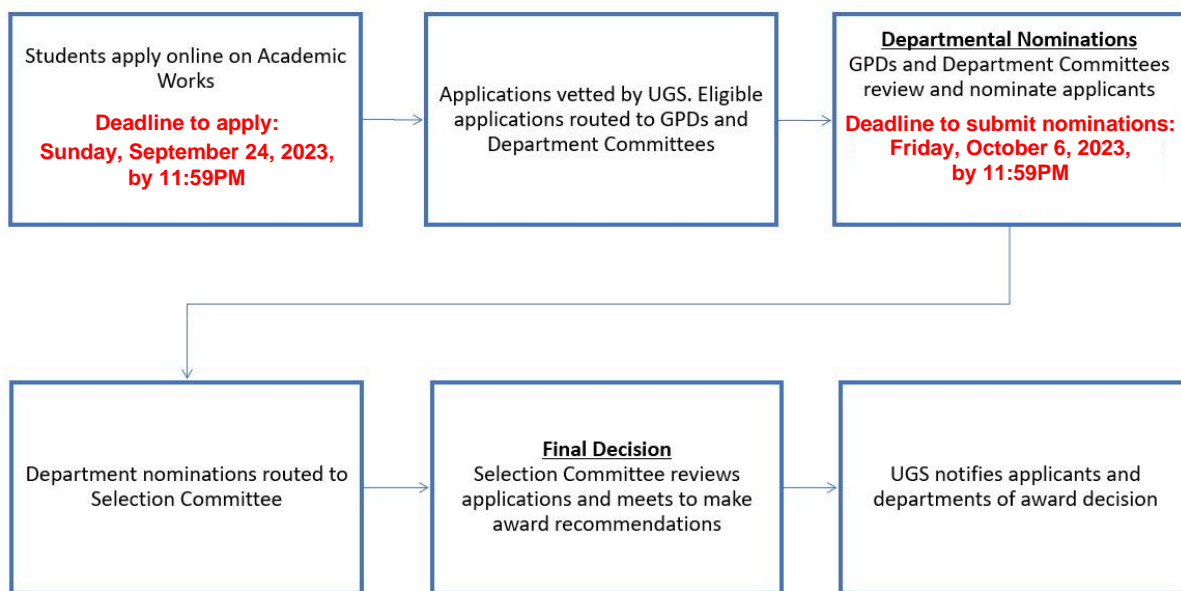 Students apply online on Academic
Works
Deadline to apply:
Sunday, September 24, 2023,
by 11:59PM
Applications vetted by UGS. Eligible
applications routed to GPDs and
Department Committees
Departmental Nominations
GPDs and Department Committees
review and nominate applicants
Deadline to submit nominations:
Friday, October 6, 2023,
by 11:59PM
Department nominations routed to
Selection Committee
Final Decision
Selection Committee reviews
applications and meets to make
award recommendations
UGS notifies applicants and
departments of award decision